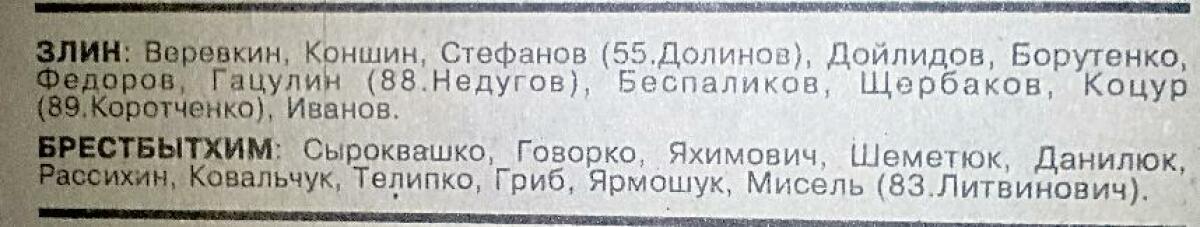 ЗЛИН: Веревкин, Коншин, Стефанов (55.Долинов), Дойлидов, Борутенко,
Федоров, Гацулин (88.Недугов), Беспаликов, Щербаков, Коцур
(89.Коротченко), Иванов.
БРЕСТБЫТХИМ: Сыроквашко, Говорко, Яхимович, Шеметюк, Данилюк,
Рассихин, Ковальчук, Телипко, Гриб, Ярмошук, Мисель (83.Литвинович).